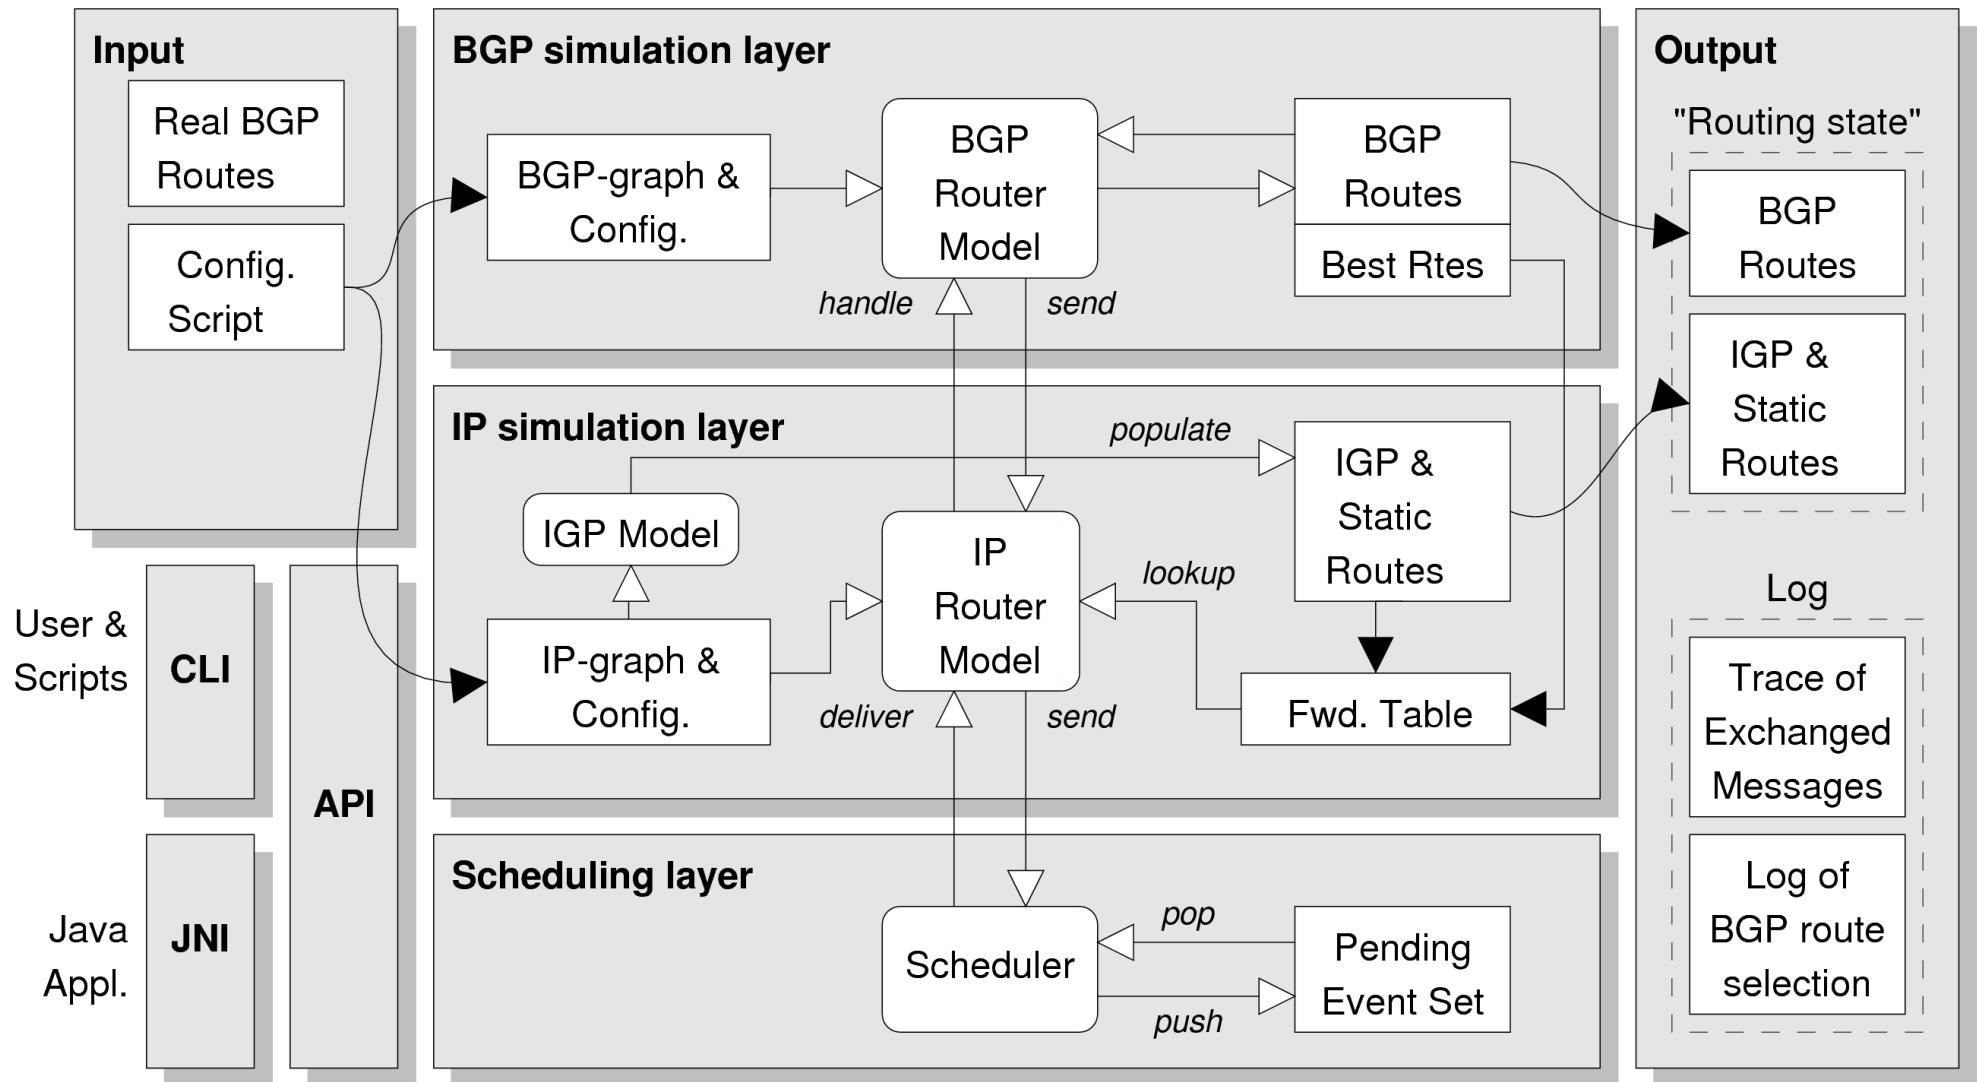 Input
Real BGP
Routes
Config.
Script
BGP simulation layer
BGP-graph &
Config.
BGP
Router
Model
BGP
Routes
Best Rtes
handle
send
IP simulation layer
populate
IGP Model
IP-graph &
Config.
IP
Router
Model
lookup
IGP &
Static
Routes
Fwd. Table
deliver
send
Scheduling layer
Scheduler
pop
push
Pending
Event Set
User &
Scripts
CLI
API
Java
Appl.
JNI
Output
"Routing state"
BGP
Routes
IGP &
Static
Routes
Log
Trace of
Exchanged
Messages
Log of
BGP route
selection